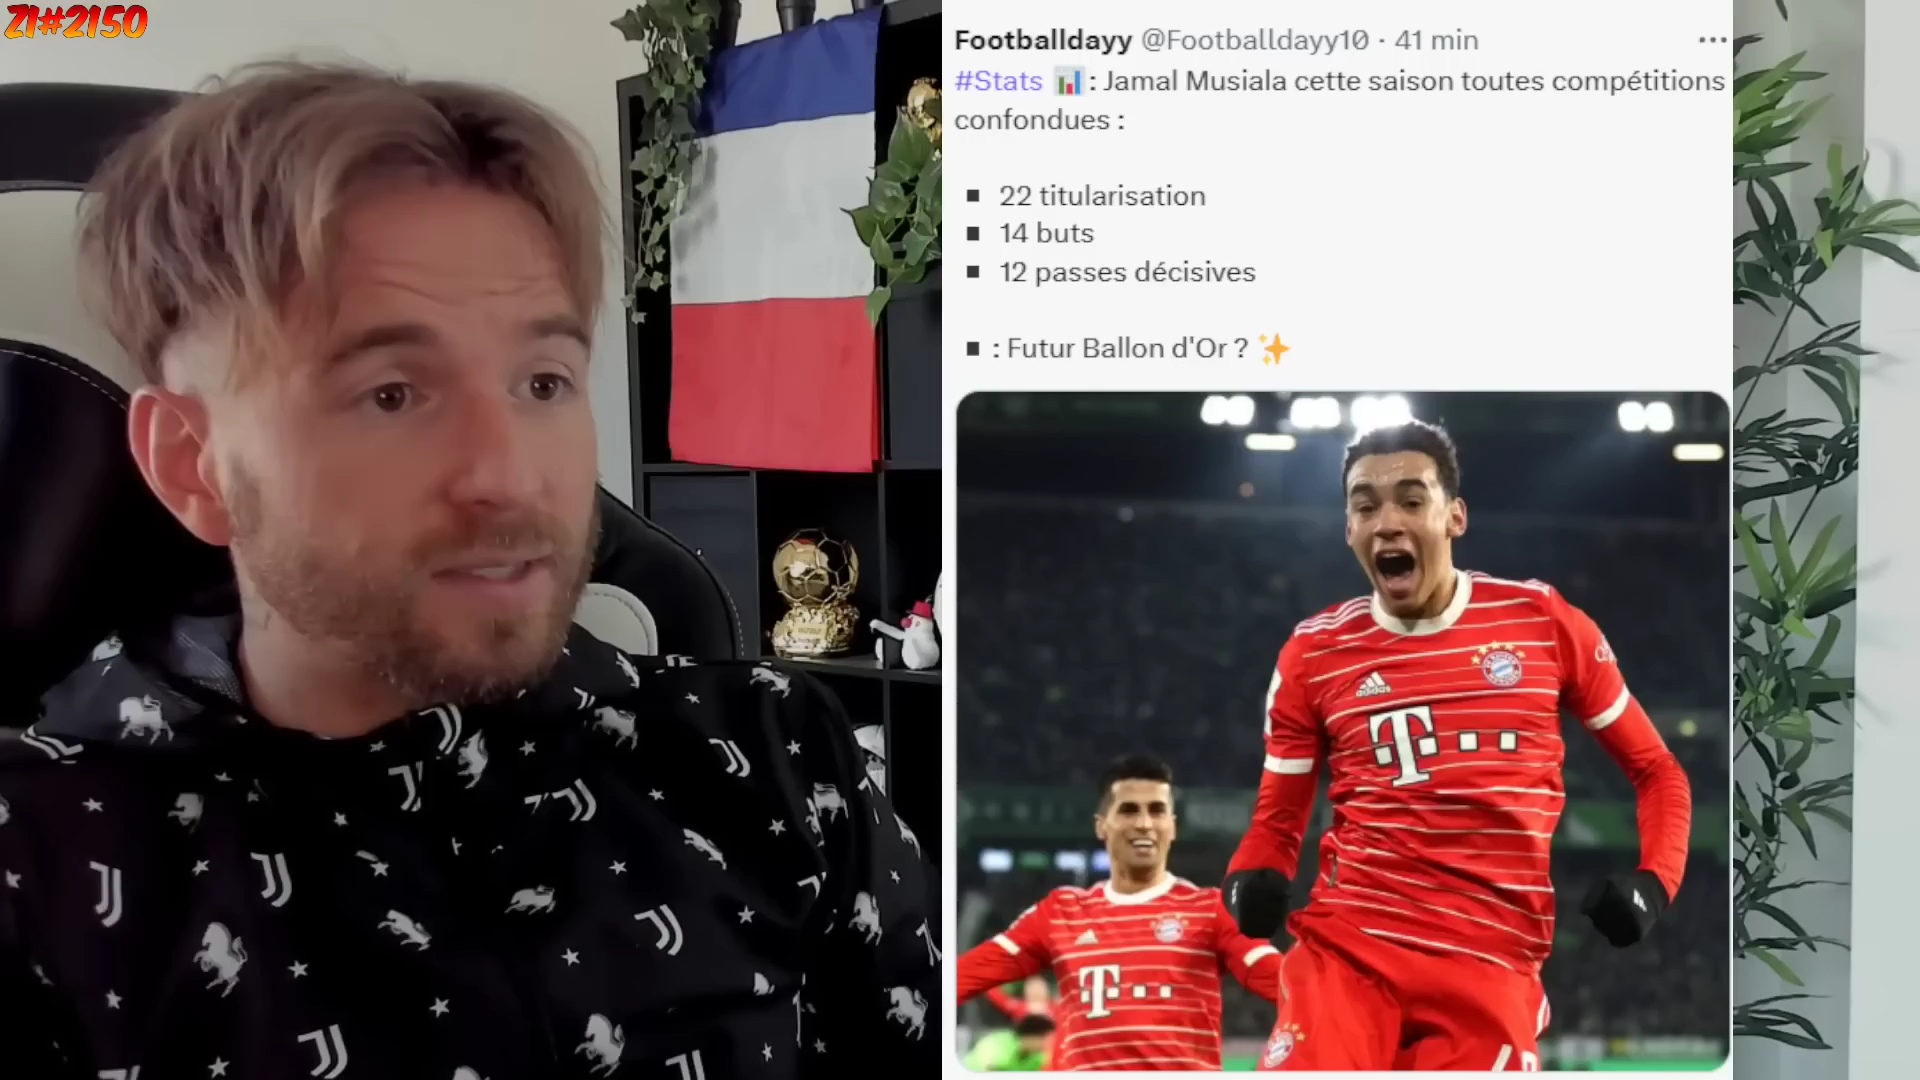 Z1#2150
Footballdayy @Footballdayy10 · 41 min
#Stats 📊 : Jamal Musiala cette saison toutes compétitions
confondues :
▪ 22 titularisation
▪ 14 buts
▪ 12 passes décisives
▪ : Futur Ballon d'Or ? ✨
adidas
T
T